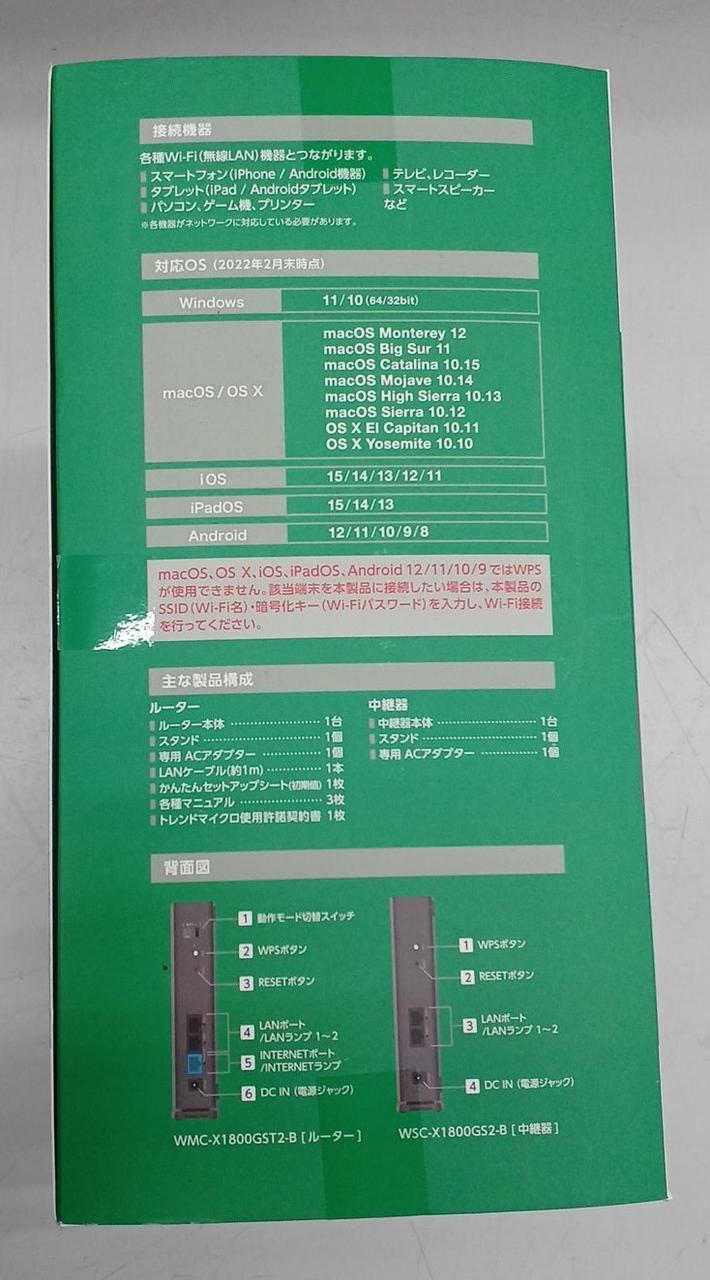 接続機器
各種Wi-Fi(無線LAN)機器とつながります。
スマートフォン(iPhone / Android機器)
タブレット(iPad / Androidタブレット)
パソコン、ゲーム機、プリンター
テレビ、レコーダー
スマートスピーカー
など
※各機器がネットワークに対応している必要があります。
対応OS (2022年2月末時点)
Windows 11/10 (64/32bit)
macOS / OS X
macOS Monterey 12
macOS Big Sur 11
macOS Catalina 10.15
macOS Mojave 10.14
macOS High Sierra 10.13
macOS Sierra 10.12
OS X El Capitan 10.11
OS X Yosemite 10.10
iOS 15/14/13/12/11
iPadOS 15/14/13
Android 12/11/10/9/8
macOS、OS X、iOS、iPadOS、Android 12/11/10/9 ではWPS
が使用できません。該当端末を本製品に接続したい場合は、本製品の
SSID(Wi-Fi名)・暗号化キー(Wi-Fiパスワード)を入力し、Wi-Fi接続
を行ってください。
主な製品構成
ルーター
ルーター本体 ………… 1台
スタンド ………… 1個
専用 ACアダプター ………… 1個
LANケーブル(約1m) ………… 1本
かんたんセットアップシート(初期値) 1枚
各種マニュアル ………… 3枚
トレンドマイクロ使用許諾契約書 1枚
中継器
中継器本体 ………… 1台
スタンド ………… 1個
専用 ACアダプター ………… 1個
背面図
1 動作モード切替スイッチ
2 WPSボタン
3 RESETボタン
4 LANポート
/LANランプ 1〜2
5 INTERNETポート
/INTERNETランプ
6 DC IN (電源ジャック)
WMC-X1800GST2-B [ルーター]
1 WPSボタン
2 RESETボタン
3 LANポート
/LANランプ 1〜2
4 DC IN (電源ジャック)
WSC-X1800GS2-B [中継器]